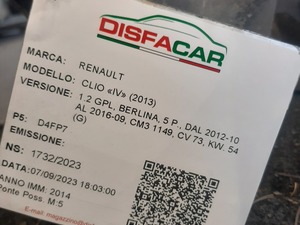 DISFACAR
MARCA: RENAULT
MODELLO: CLIO «IV» (2013)
VERSIONE: 1.2 GPL, BERLINA, 5 P., DAL 2012-10
AL 2016-09, CM3 1149, CV 73, KW. 54
(G)
P5: D4FP7
EMISSIONE:
NS: 1732/2023
DATA:07/09/2023 18:03:00
ANNO IMM: 2014
Ponte Poss. M:5
E-mail: